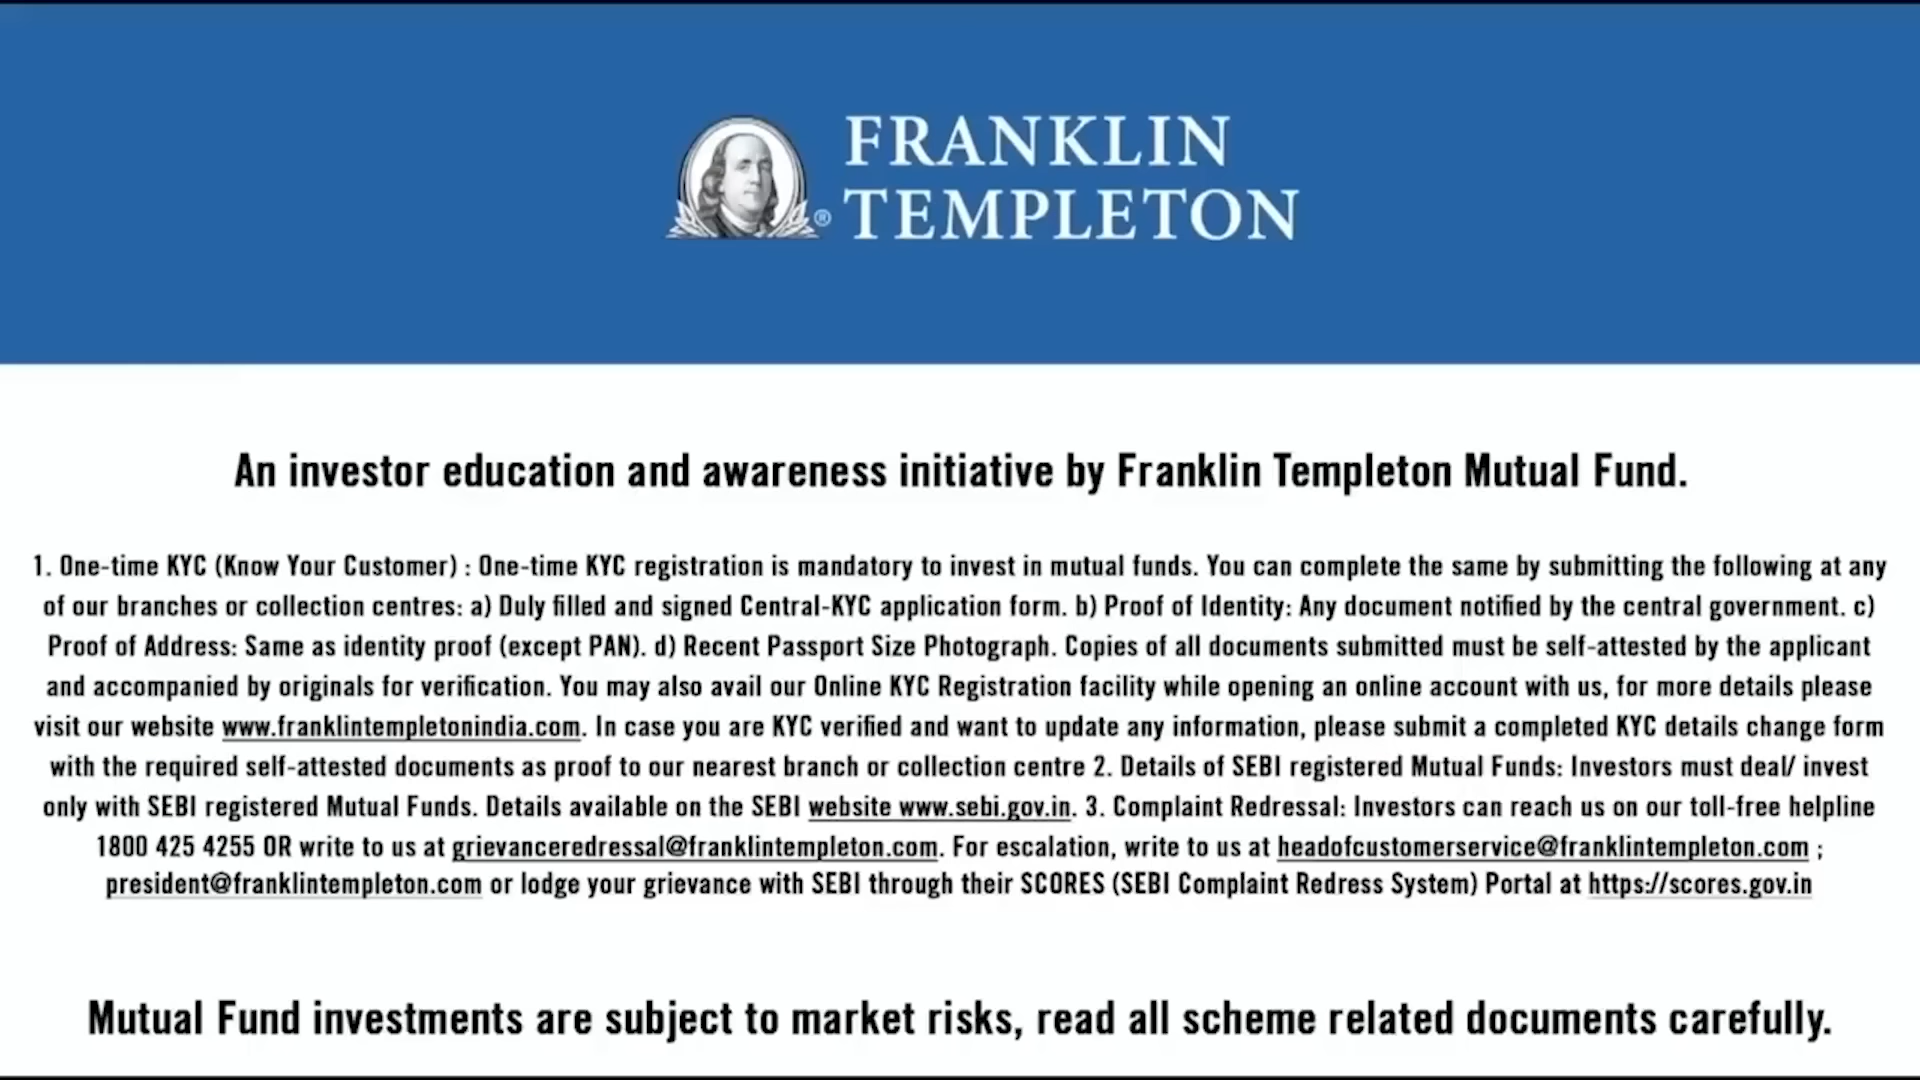 FRANKLIN
TEMPLETON
®
An investor education and awareness initiative by Franklin Templeton Mutual Fund.
1. One-time KYC (Know Your Customer) : One-time KYC registration is mandatory to invest in mutual funds. You can complete the same by submitting the following at any
of our branches or collection centres: a) Duly filled and signed Central-KYC application form. b) Proof of Identity: Any document notified by the central government. c)
Proof of Address: Same as identity proof (except PAN). d) Recent Passport Size Photograph. Copies of all documents submitted must be self-attested by the applicant
and accompanied by originals for verification. You may also avail our Online KYC Registration facility while opening an online account with us, for more details please
visit our website www.franklintempletonindia.com. In case you are KYC verified and want to update any information, please submit a completed KYC details change form
with the required self-attested documents as proof to our nearest branch or collection centre 2. Details of SEBI registered Mutual Funds: Investors must deal/ invest
only with SEBI registered Mutual Funds. Details available on the SEBI website www.sebi.gov.in. 3. Complaint Redressal: Investors can reach us on our toll-free helpline
1800 425 4255 OR write to us at grievanceredressal@franklintempleton.com. For escalation, write to us at headofcustomerservice@franklintempleton.com ;
president@franklintempleton.com or lodge your grievance with SEBI through their SCORES (SEBI Complaint Redress System) Portal at https://scores.gov.in
Mutual Fund investments are subject to market risks, read all scheme related documents carefully.